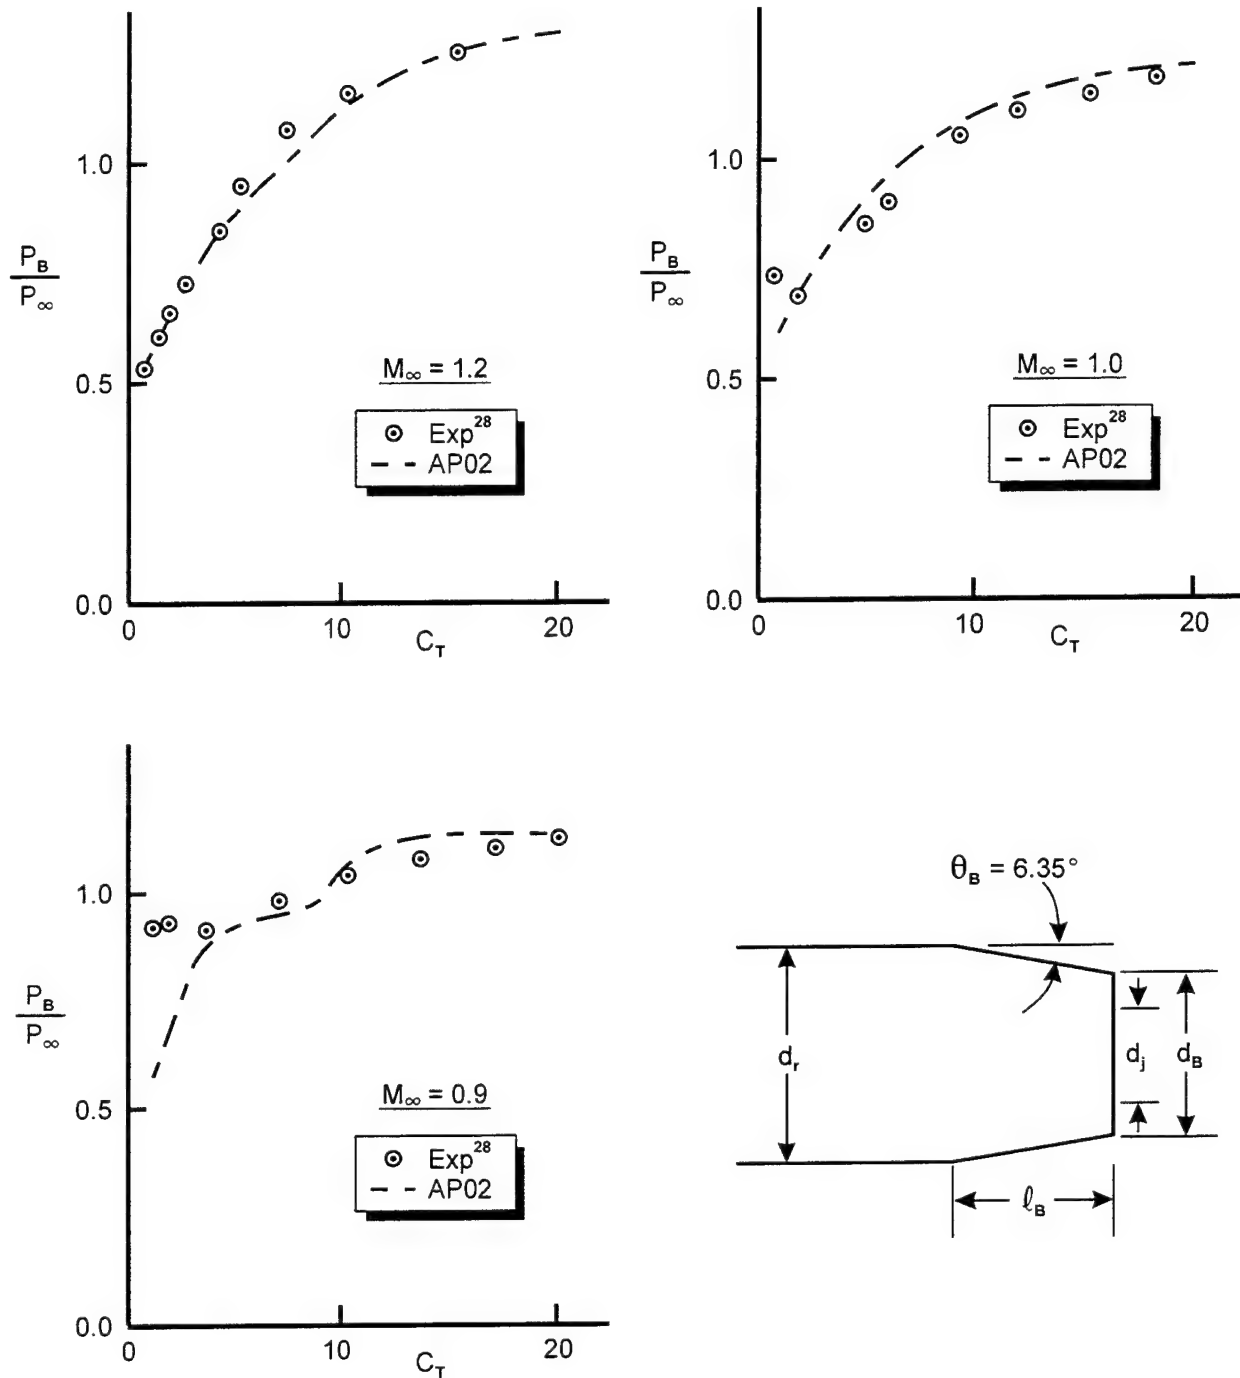 1.0
P_B
P_∞
0.5
0.0
0
10
20
C_T
M_∞ = 1.2
Exp^28
AP02
1.0
P_B
P_∞
0.5
0.0
0
10
20
C_T
M_∞ = 1.0
Exp^28
AP02
1.0
P_B
P_∞
0.5
0.0
0
10
20
C_T
M_∞ = 0.9
Exp^28
AP02
θ_B = 6.35°
d_r
d_j
d_B
ℓ_B